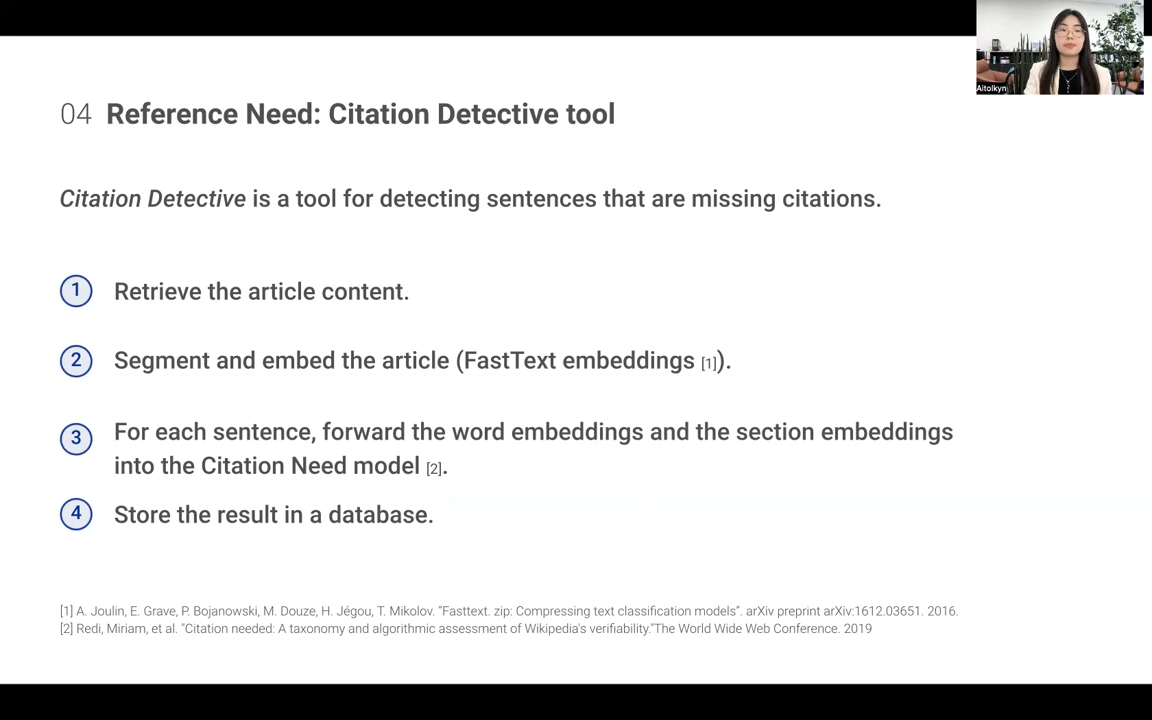 Aitolkyn
04 Reference Need: Citation Detective tool
Citation Detective is a tool for detecting sentences that are missing citations.
1 Retrieve the article content.
2 Segment and embed the article (FastText embeddings [1]).
3 For each sentence, forward the word embeddings and the section embeddings
into the Citation Need model [2].
4 Store the result in a database.
[1] A. Joulin, E. Grave, P. Bojanowski, M. Douze, H. Jégou, T. Mikolov. "Fasttext. zip: Compressing text classification models". arXiv preprint arXiv:1612.03651. 2016.
[2] Redi, Miriam, et al. "Citation needed: A taxonomy and algorithmic assessment of Wikipedia's verifiability."The World Wide Web Conference. 2019